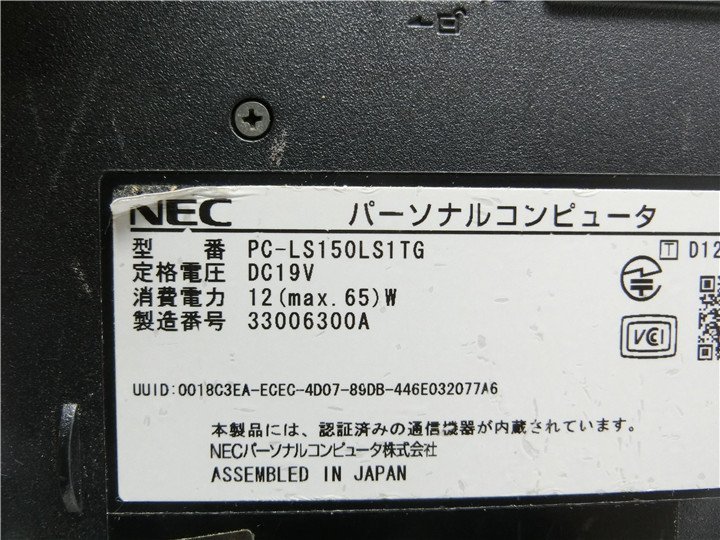 NEC パーソナルコンピュータ
型 番 PC-LS150LS1TG
定格電圧 DC19V
消費電力 12(max.65)W
製造番号 33006300A
T D12
VCI
UUID:0018C3EA-ECEC-4D07-89DB-446E032077A6
本製品には、認証済みの通信機器が内蔵されています。
NECパーソナルコンピュータ株式会社
ASSEMBLED IN JAPAN